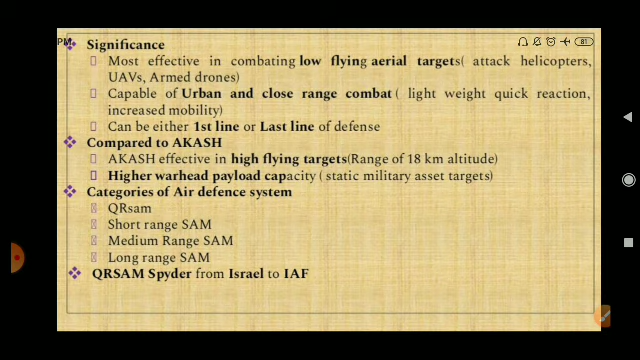 PM
81
Significance
Most effective in combating low flying aerial targets( attack helicopters,
UAVs, Armed drones)
Capable of Urban and close range combat ( light weight quick reaction,
increased mobility)
Can be either 1st line or Last line of defense
Compared to AKASH
AKASH effective in high flying targets(Range of 18 km altitude)
Higher warhead payload capacity ( static military asset targets)
Categories of Air defence system
QRsam
Short range SAM
Medium Range SAM
Long range SAM
QRSAM Spyder from Israel to IAF